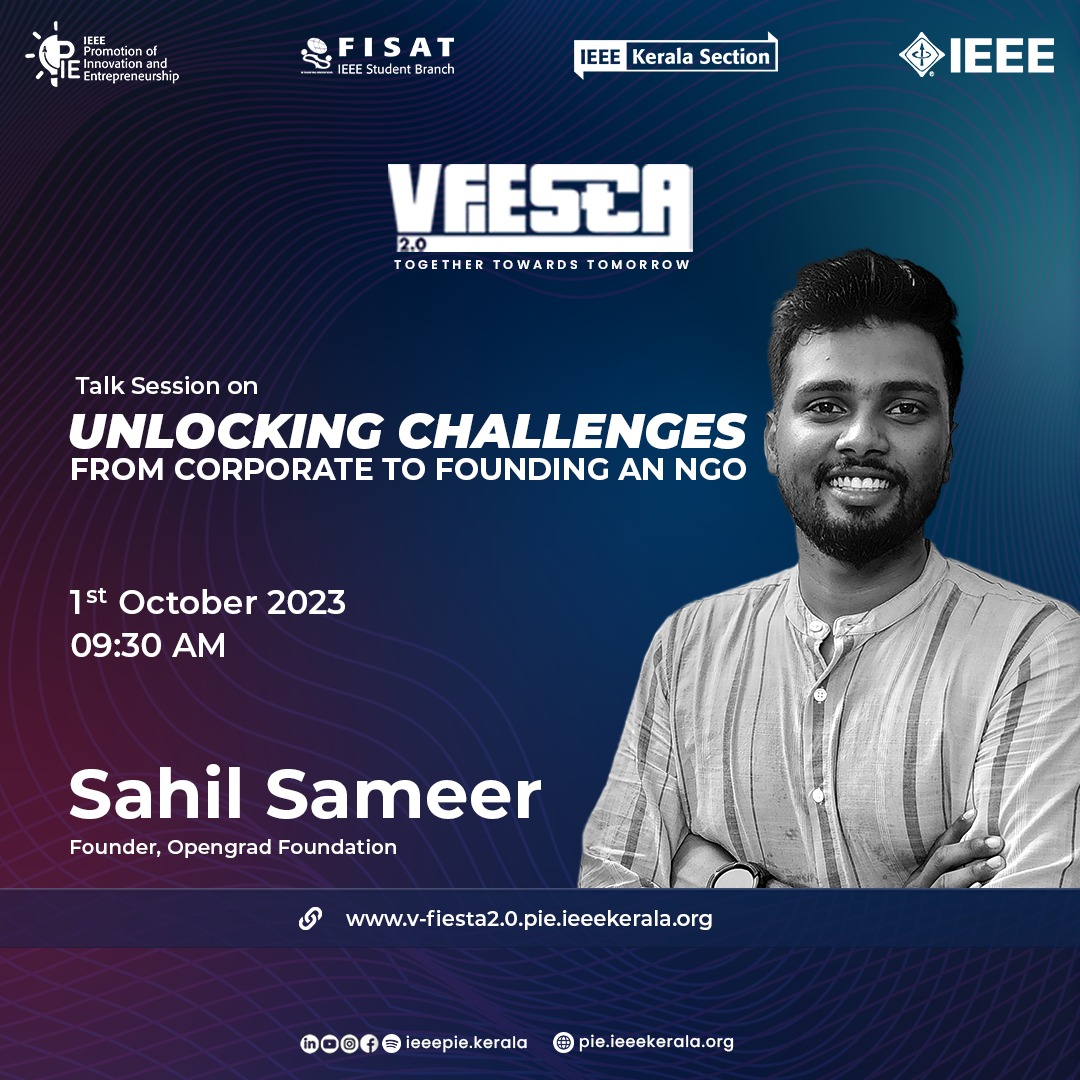 PIE
IEEE
Promotion of
Innovation and
Entrepreneurship
FISAT
IEEE Student Branch
IEEE Kerala Section
IEEE
VFiESTA
2.0
TOGETHER TOWARDS TOMORROW
Talk Session on
UNLOCKING CHALLENGES
FROM CORPORATE TO FOUNDING AN NGO
1st October 2023
09:30 AM
Sahil Sameer
Founder, Opengrad Foundation
www.v-fiesta2.0.pie.ieeekerala.org
ieeepie.kerala
pie.ieeekerala.org